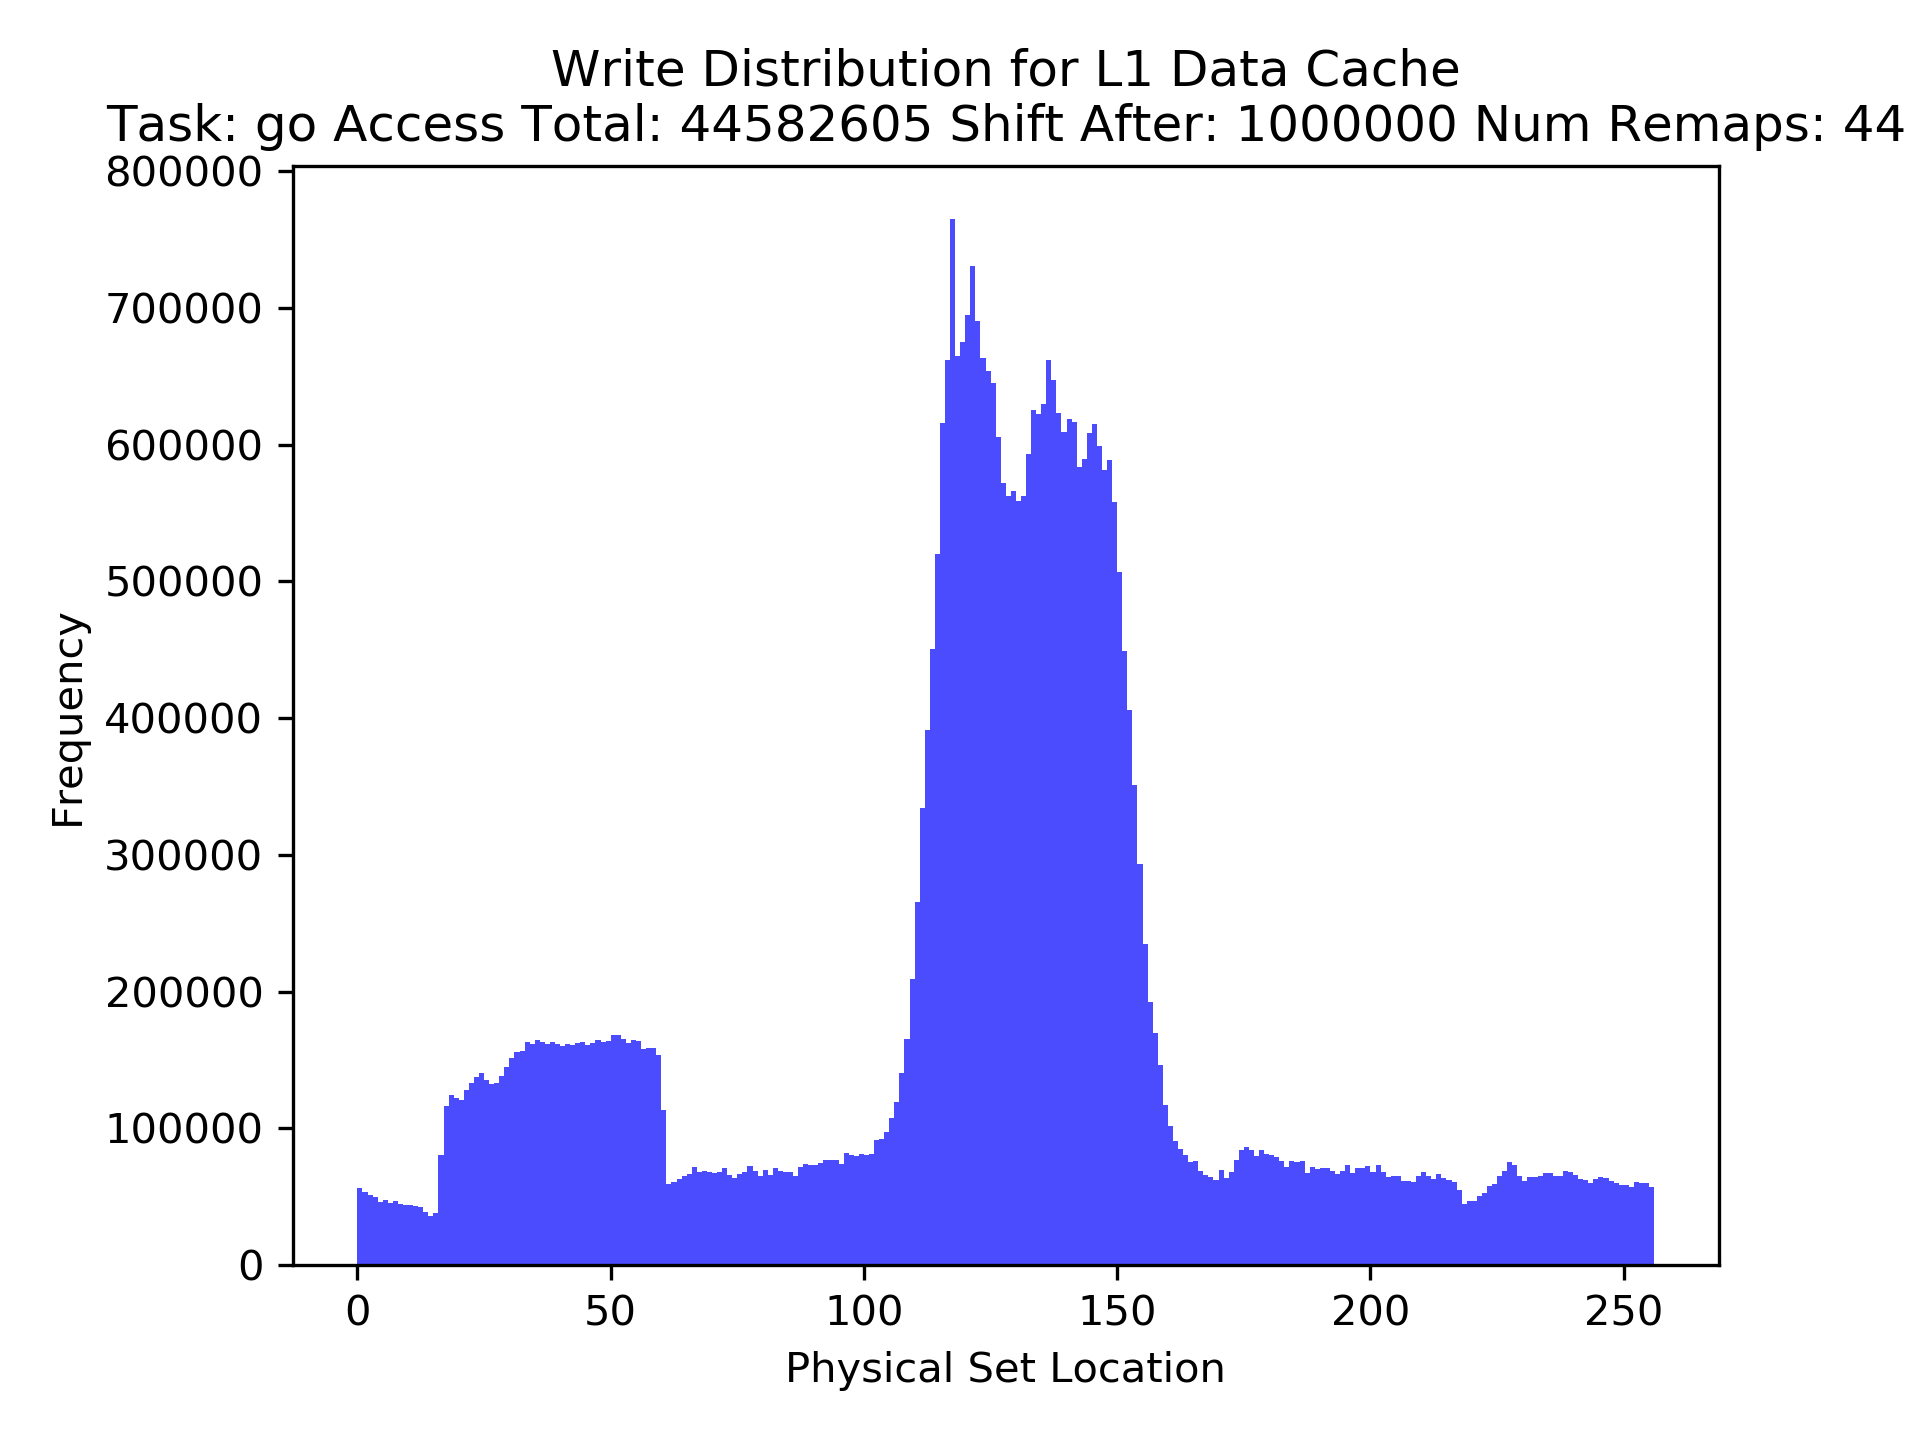 Write Distribution for L1 Data Cache
Task: go Access Total: 44582605 Shift After: 1000000 Num Remaps: 44
800000
700000
600000
500000
400000
300000
200000
100000
0
Frequency
0 50 100 150 200 250
Physical Set Location